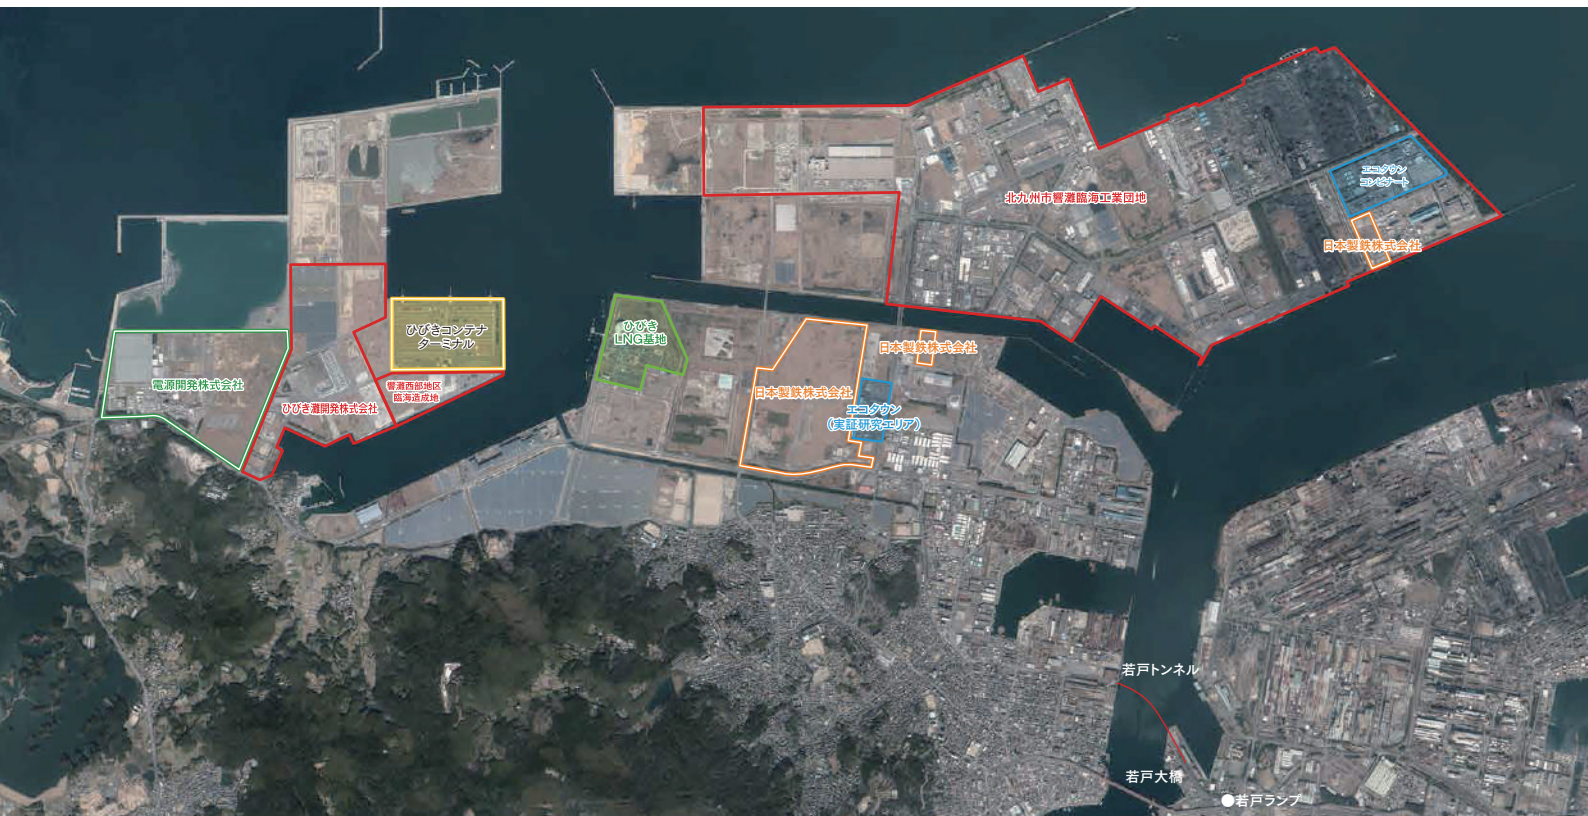 北九州市響灘臨海工業団地
エコタウン
コンビナート
日本製鉄株式会社
ひびきコンテナ
ターミナル
ひびき
LNG基地
日本製鉄株式会社
電源開発株式会社
響灘西部地区
臨海造成地
日本製鉄株式会社
ひびき灘開発株式会社
エコタウン
(実証研究エリア)
若戸トンネル
若戸大橋
若戸ランプ